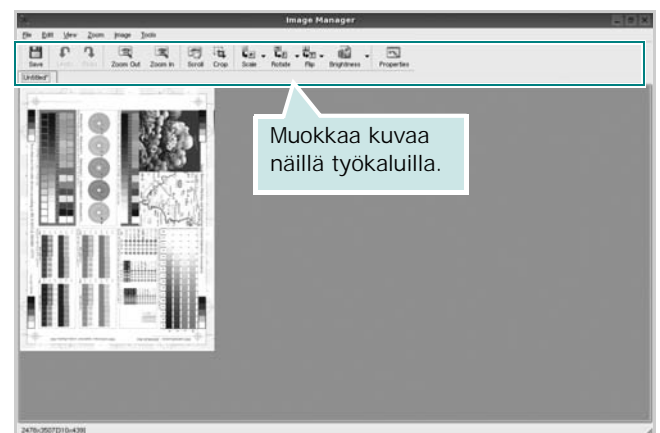 Image Manager
File Edit View Zoom Image Tools
Save Undo Redo Zoom Out Zoom In Scroll Crop Scale Rotate Flip Brightness Properties
Untitled*
Muokkaa kuvaa
näillä työkaluilla.